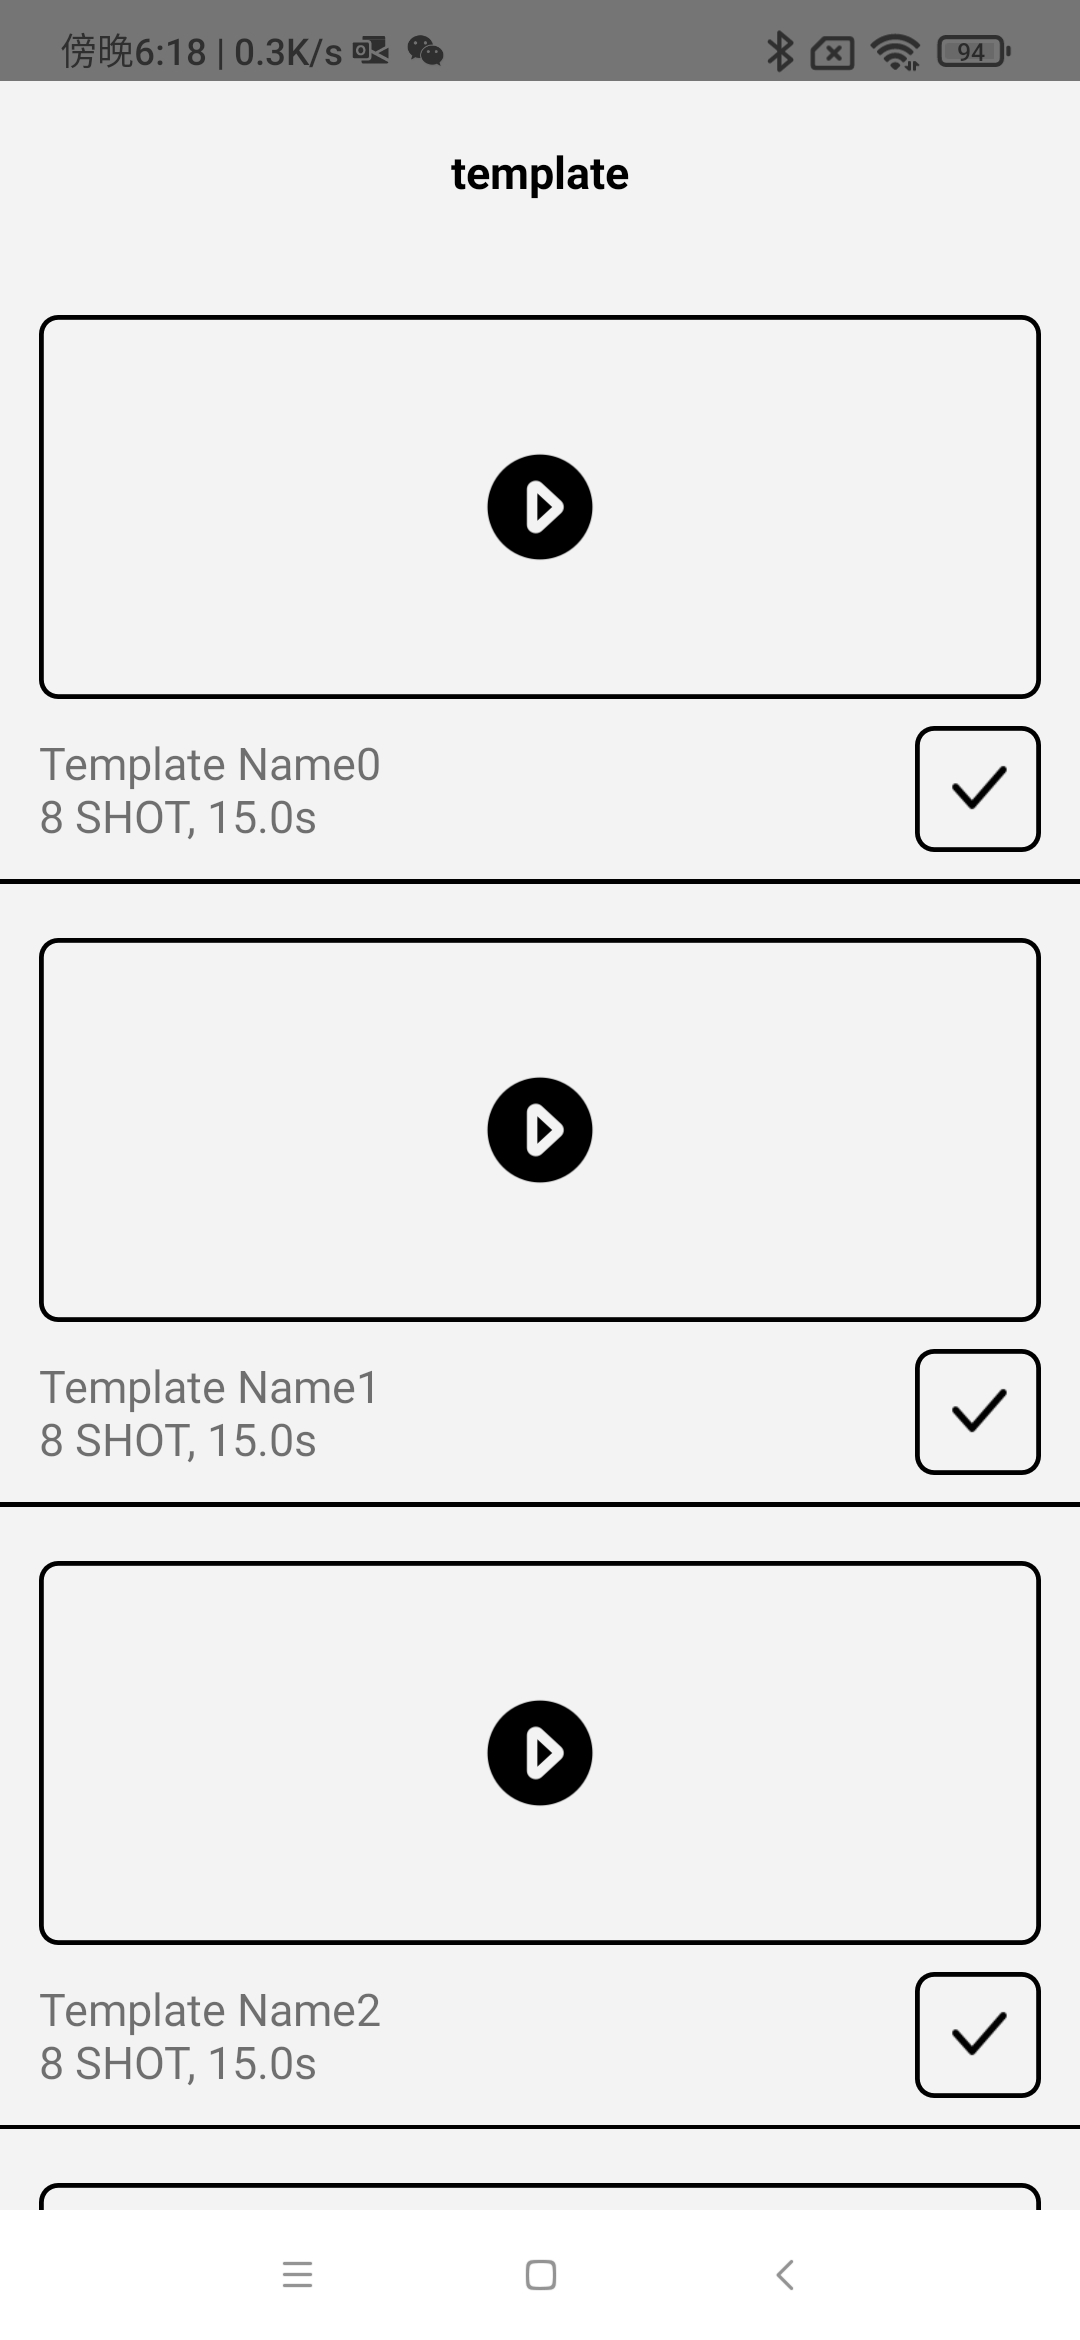 傍晚6:18 | 0.3K/s
94
template
Template Name0
8 SHOT, 15.0s
Template Name1
8 SHOT, 15.0s
Template Name2
8 SHOT, 15.0s